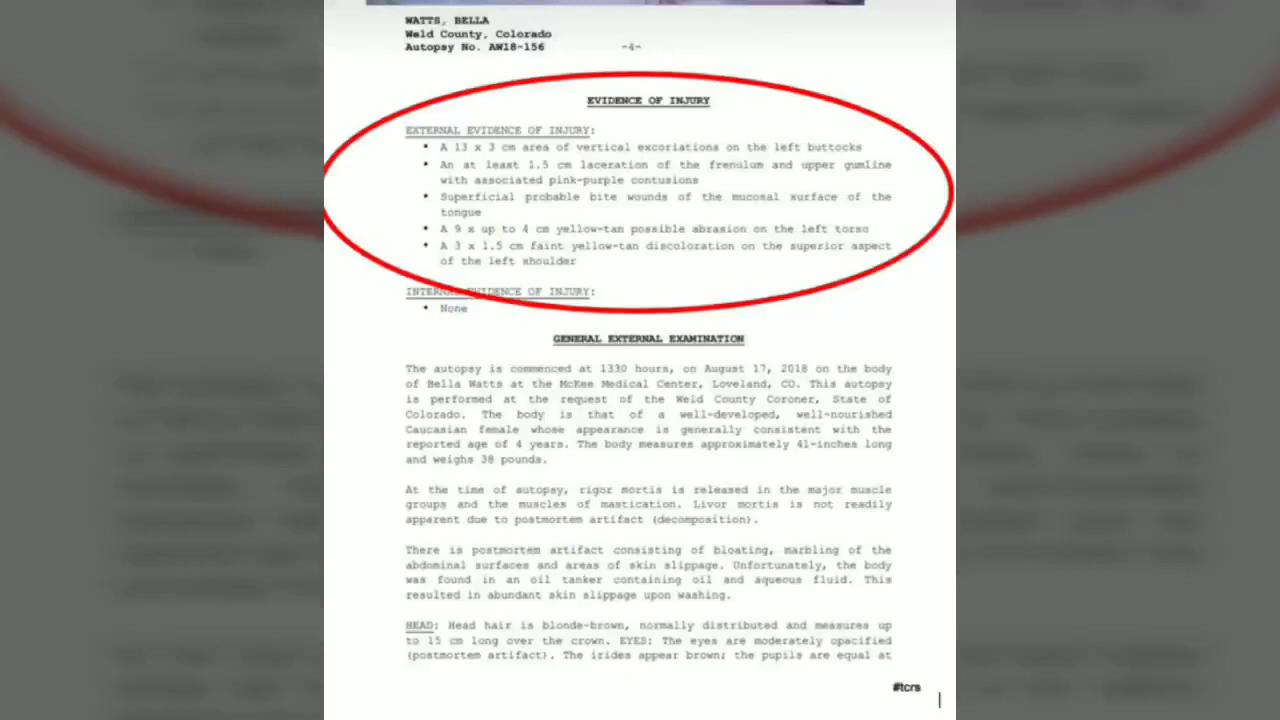 WATTS, BELLA
Weld County, Colorado
Autopsy No. AW18-156 -4-
EVIDENCE OF INJURY
EXTERNAL EVIDENCE OF INJURY:
• A 13 x 3 cm area of vertical excoriations on the left buttocks
• An at least 1.5 cm laceration of the frenulum and upper gumline
with associated pink-purple contusions
• Superficial probable bite wounds of the mucosal surface of the
tongue
• A 9 x up to 4 cm yellow-tan possible abrasion on the left torso
• A 3 x 1.5 cm faint yellow-tan discoloration on the superior aspect
of the left shoulder
INTERNAL EVIDENCE OF INJURY:
• None
GENERAL EXTERNAL EXAMINATION
The autopsy is commenced at 1330 hours, on August 17, 2018 on the body
of Bella Watts at the McKee Medical Center, Loveland, CO. This autopsy
is performed at the request of the Weld County Coroner, State of
Colorado. The body is that of a well-developed, well-nourished
Caucasian female whose appearance is generally consistent with the
reported age of 4 years. The body measures approximately 41-inches long
and weighs 38 pounds.
At the time of autopsy, rigor mortis is released in the major muscle
groups and the muscles of mastication. Livor mortis is not readily
apparent due to postmortem artifact (decomposition).
There is postmortem artifact consisting of bloating, marbling of the
abdominal surfaces and areas of skin slippage. Unfortunately, the body
was found in an oil tanker containing oil and aqueous fluid. This
resulted in abundant skin slippage upon washing.
HEAD: Head hair is blonde-brown, normally distributed and measures up
to 15 cm long over the crown. EYES: The eyes are moderately opacified
(postmortem artifact). The irides appear brown; the pupils are equal at
#tcrs